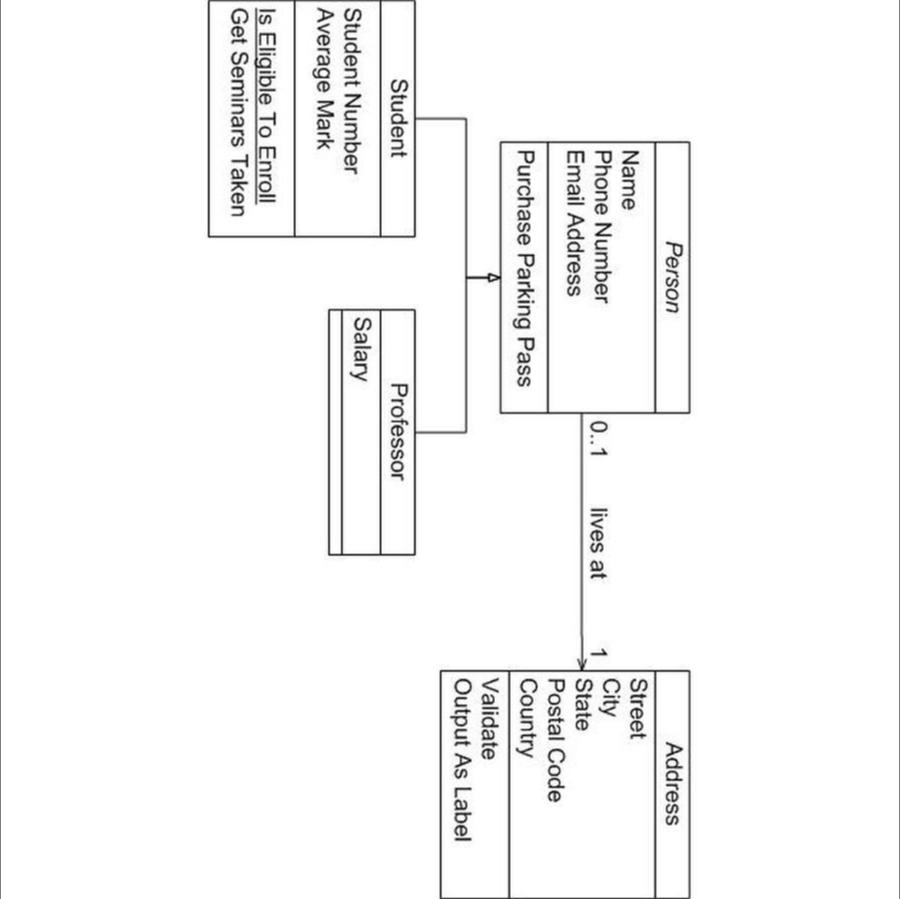 Person
Name
Phone Number
Email Address
Purchase Parking Pass
0..1
lives at
1
Address
Street
City
State
Postal Code
Country
Validate
Output As Label
Student
Student Number
Average Mark
Is Eligible To Enroll
Get Seminars Taken
Professor
Salary